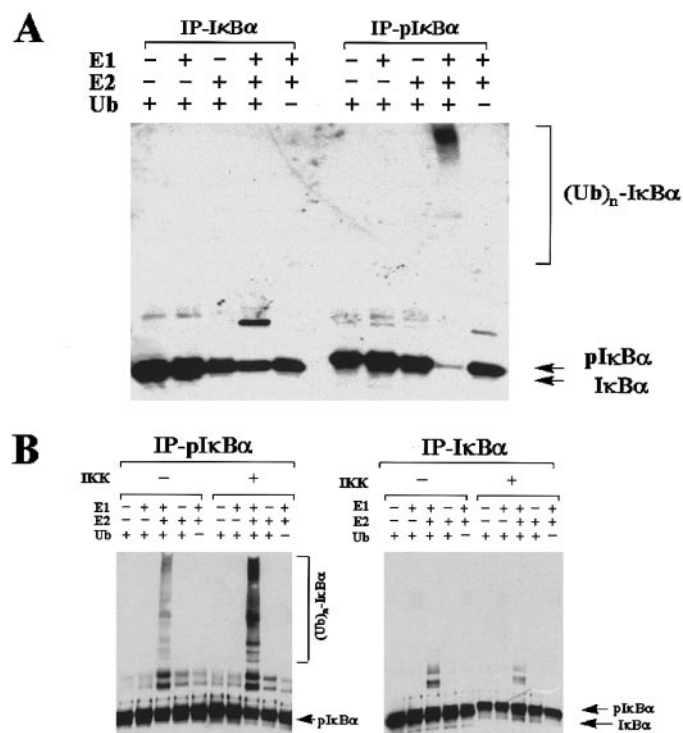 A
IP-IκBα IP-pIκBα
E1 − + − + + − + − + +
E2 − − + + + − − + + +
Ub + + + + − + + + + −
(Ub)n-IκBα
pIκBα
IκBα
B
IP-pIκBα
IKK − +
E1 − + + − + − + + − +
E2 − − + + + − − + + +
Ub + + + + − + + + + −
(Ub)n-IκBα
pIκBα
IP-IκBα
IKK − +
E1 − + + − + − + + − +
E2 − − + + + − − + + +
Ub + + + + − + + + + −
pIκBα
IκBα